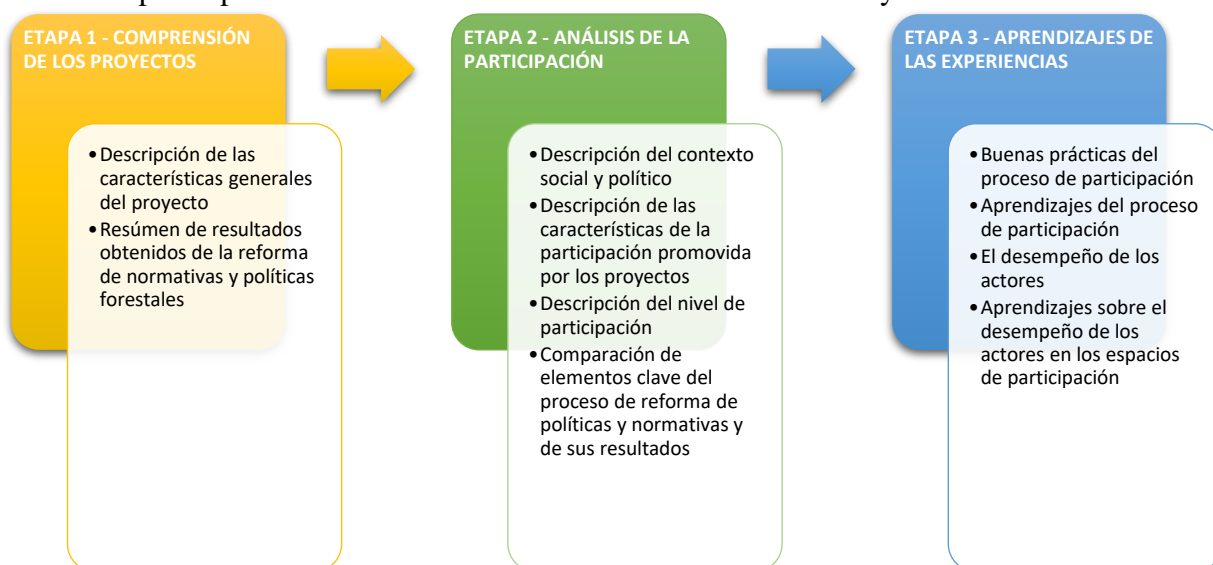 ETAPA 1 - COMPRENSIÓN
DE LOS PROYECTOS
•Descripción de las
características generales
del proyecto
•Resúmen de resultados
obtenidos de la reforma
de normativas y políticas
forestales
ETAPA 2 - ANÁLISIS DE LA
PARTICIPACIÓN
•Descripción del contexto
social y político
•Descripción de las
características de la
participación promovida
por los proyectos
•Descripción del nivel de
participación
•Comparación de
elementos clave del
proceso de reforma de
políticas y normativas y
de sus resultados
ETAPA 3 - APRENDIZAJES DE
LAS EXPERIENCIAS
•Buenas prácticas del
proceso de participación
•Aprendizajes del proceso
de participación
•El desempeño de los
actores
•Aprendizajes sobre el
desempeño de los
actores en los espacios
de participación